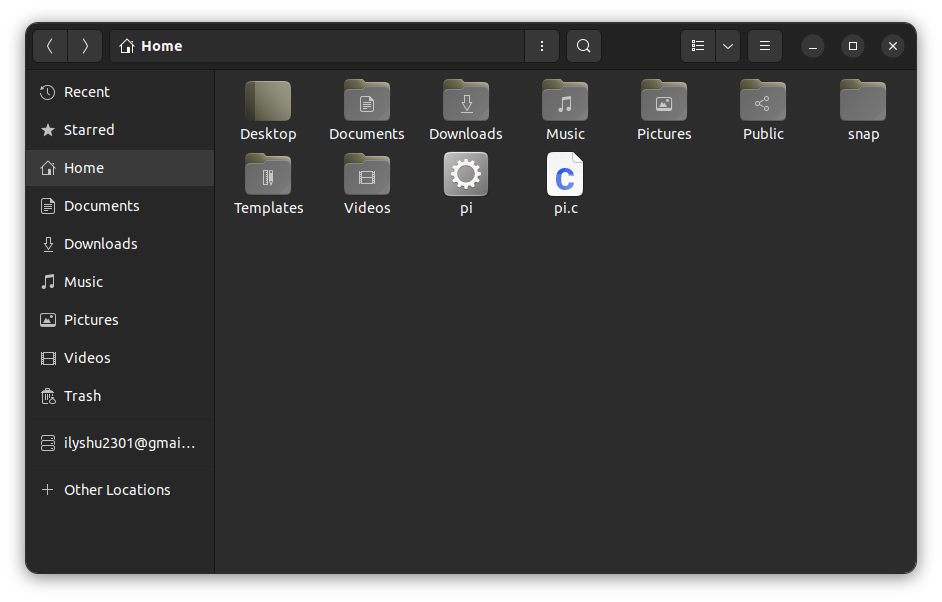 Home
Recent
Starred
Home
Documents
Downloads
Music
Pictures
Videos
Trash
ilyshu2301@gmai…
Other Locations
Desktop Documents Downloads Music Pictures Public snap
Templates Videos pi pi.c